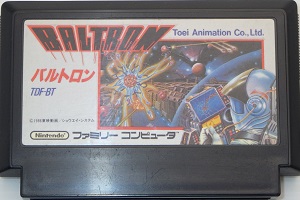 BALTRON
Toei Animation Co., Ltd.
バルトロン
TDF-BT
Nintendo ファミリー コンピュータ